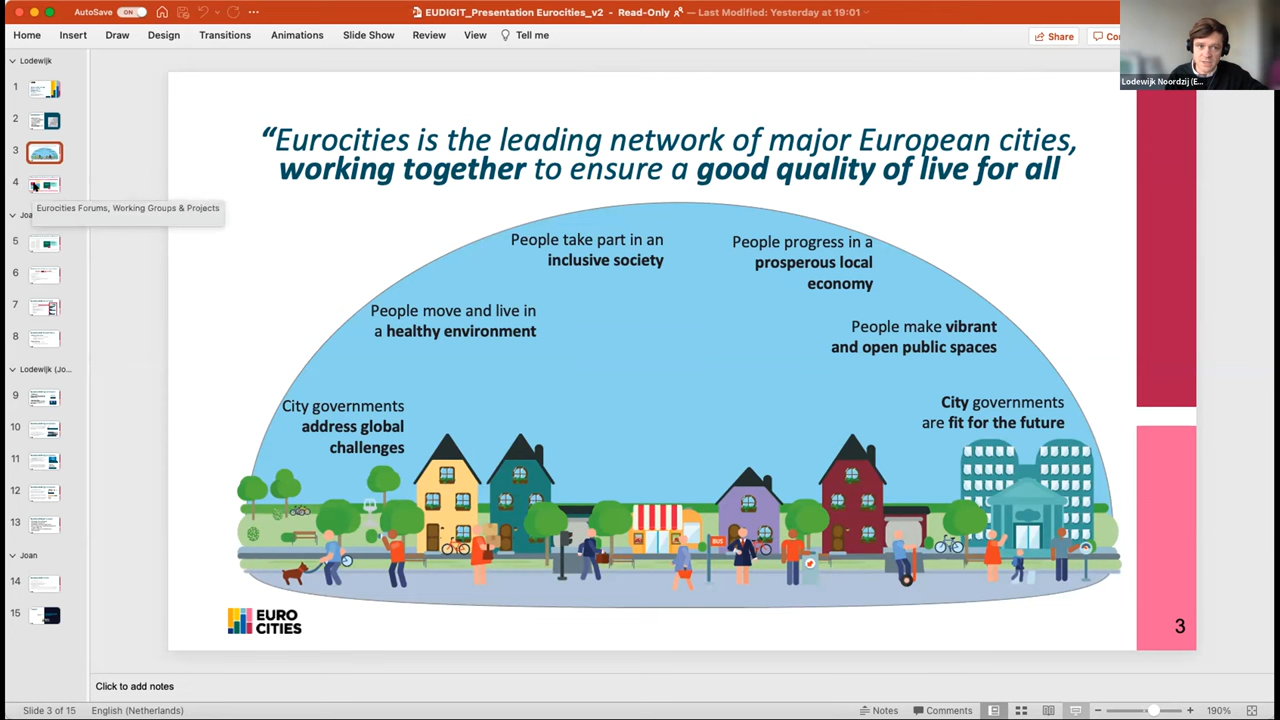 AutoSave ON
EUDIGIT_Presentation Eurocities_v2 - Read-Only — Last Modified: Yesterday at 19:01
Home Insert Draw Design Transitions Animations Slide Show Review View Tell me
Share Co
Lodewijk Noordzij (E...
Lodewijk
1
2
3
4
Eurocities Forums, Working Groups & Projects
Joa
5
6
7
8
Lodewijk (Jo...
9
10
11
12
13
Joan
14
15
“Eurocities is the leading network of major European cities,
working together to ensure a good quality of live for all
People take part in an
inclusive society
People progress in a
prosperous local
economy
People move and live in
a healthy environment
People make vibrant
and open public spaces
City governments
address global
challenges
City governments
are fit for the future
BUS
EURO
CITIES
3
Click to add notes
Slide 3 of 15 English (Netherlands) Notes Comments 190%